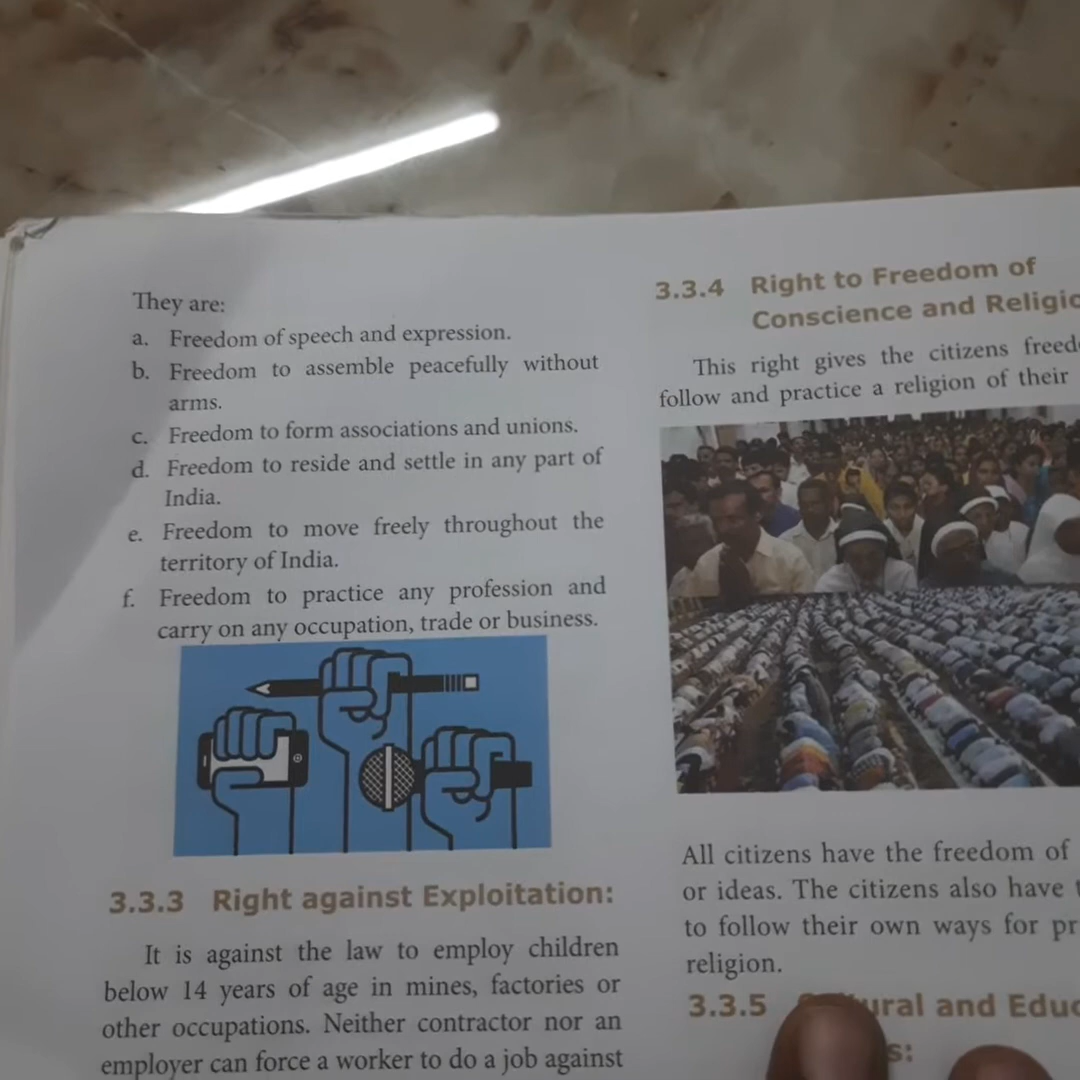 They are:
a. Freedom of speech and expression.
b. Freedom to assemble peacefully without
arms.
c. Freedom to form associations and unions.
d. Freedom to reside and settle in any part of
India.
e. Freedom to move freely throughout the
territory of India.
f. Freedom to practice any profession and
carry on any occupation, trade or business.
3.3.3 Right against Exploitation:
It is against the law to employ children
below 14 years of age in mines, factories or
other occupations. Neither contractor nor an
employer can force a worker to do a job against
3.3.4 Right to Freedom of
Conscience and
This right gives the citizens
follow and practice a religion of their
All citizens have the freedom of
or ideas. The citizens also have
to follow their own ways for
religion.
3.3.5 and